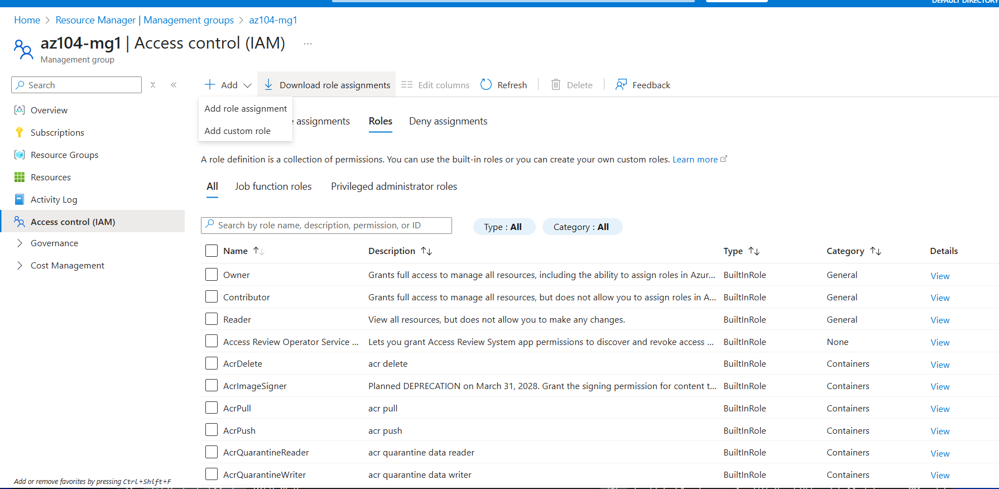 DEFAULT DIRECTORY
Home > Resource Manager | Management groups > az104-mg1
az104-mg1 | Access control (IAM) ...
Management group
Search
Overview
Subscriptions
Resource Groups
Resources
Activity Log
Access control (IAM)
Governance
Cost Management
Add or remove favorites by pressing Ctrl+Shift+F
Add Download role assignments Edit columns Refresh Delete Feedback
Add role assignment
Add custom role
assignments Roles Deny assignments
A role definition is a collection of permissions. You can use the built-in roles or you can create your own custom roles. Learn more
All Job function roles Privileged administrator roles
Search by role name, description, permission, or ID Type : All Category : All
Name Description Type Category Details
Owner Grants full access to manage all resources, including the ability to assign roles in Azur... BuiltInRole General View
Contributor Grants full access to manage all resources, but does not allow you to assign roles in A... BuiltInRole General View
Reader View all resources, but does not allow you to make any changes. BuiltInRole General View
Access Review Operator Service ... Lets you grant Access Review System app permissions to discover and revoke access ... BuiltInRole None View
AcrDelete acr delete BuiltInRole Containers View
AcrImageSigner Planned DEPRECATION on March 31, 2028. Grant the signing permission for content t... BuiltInRole Containers View
AcrPull acr pull BuiltInRole Containers View
AcrPush acr push BuiltInRole Containers View
AcrQuarantineReader acr quarantine data reader BuiltInRole Containers View
AcrQuarantineWriter acr quarantine data writer BuiltInRole Containers View